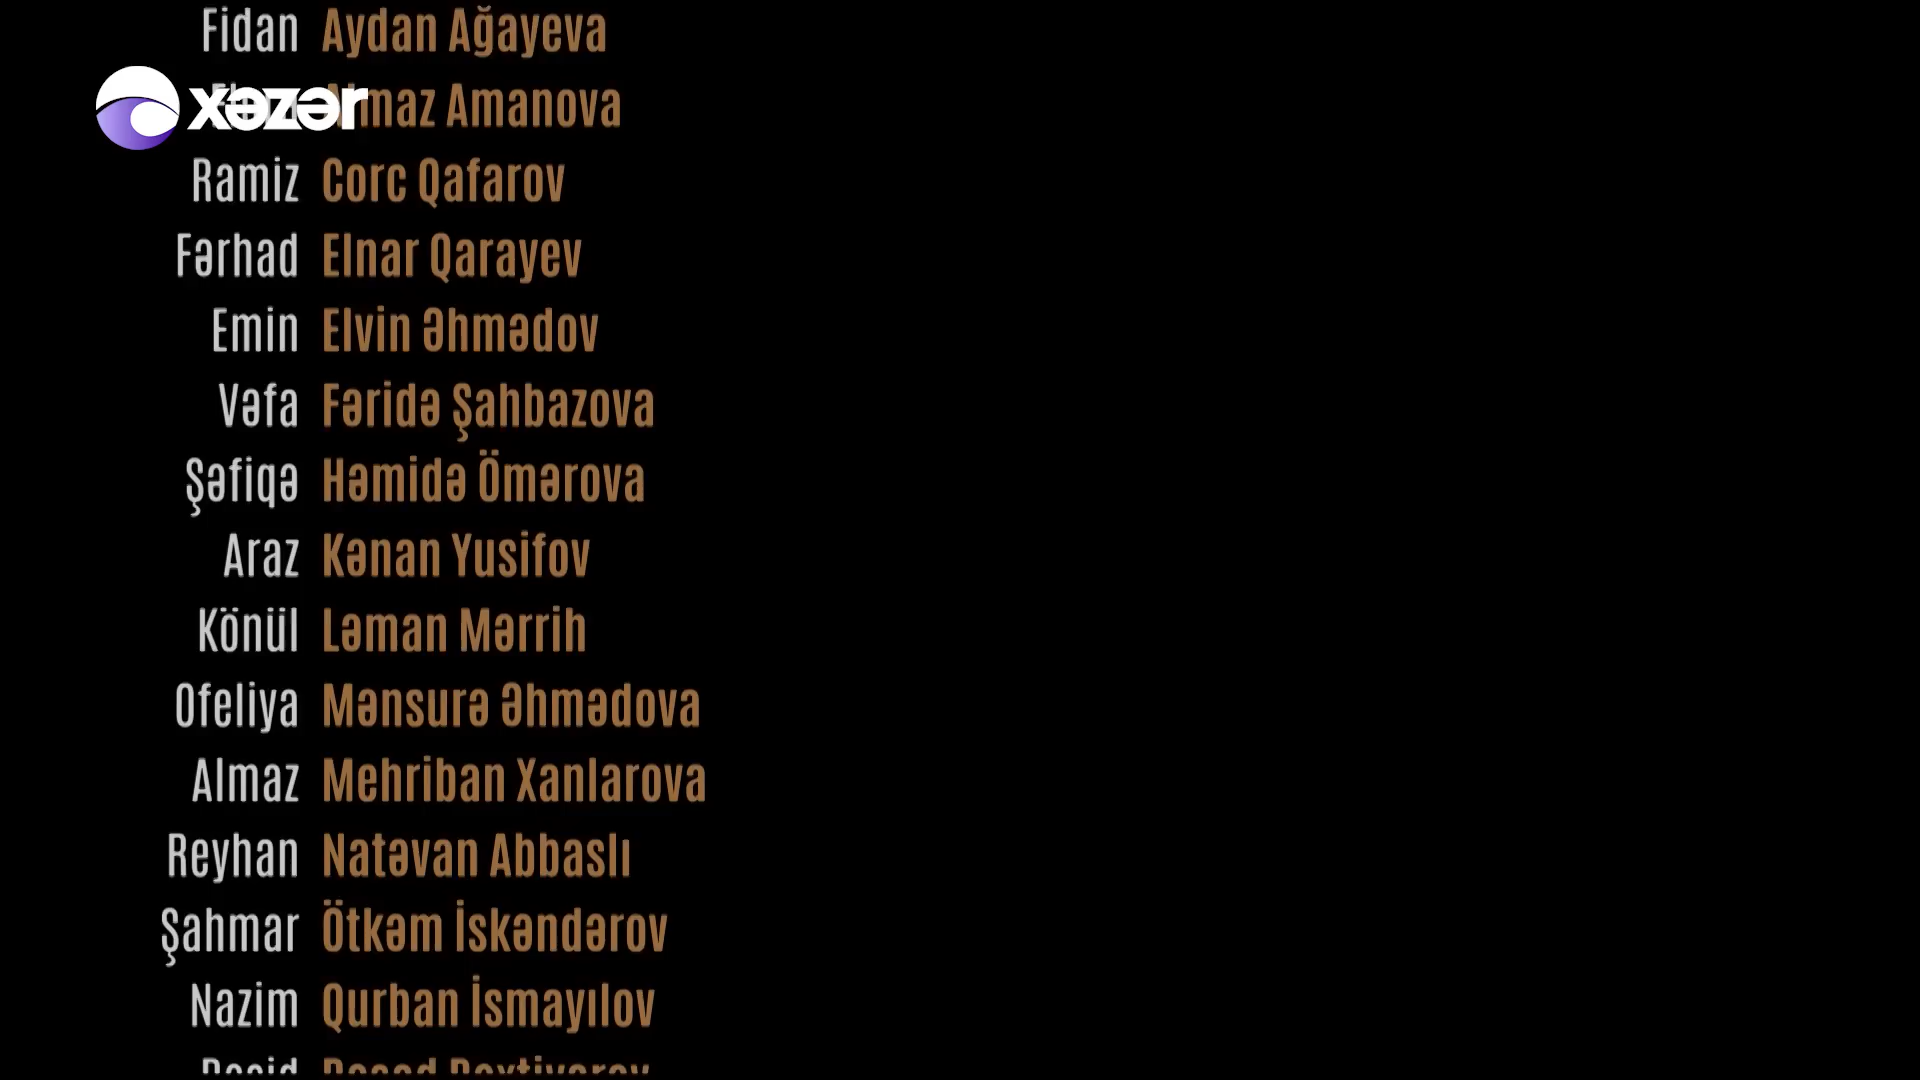 Fidan Aydan Ağayeva
xəzər
Amanova
Ramiz Corc Qafarov
Fərhad Elnar Qarayev
Emin Elvin Əhmədov
Vəfa Fəridə Şahbazova
Şəfiqə Həmidə Ömərova
Araz Kənan Yusifov
Könül Ləman Mərrih
Ofeliya Mənsurə Əhmədova
Almaz Mehriban Xanlarova
Reyhan Natəvan Abbaslı
Şahmar Ötkəm İskəndərov
Nazim Qurban İsmayılov